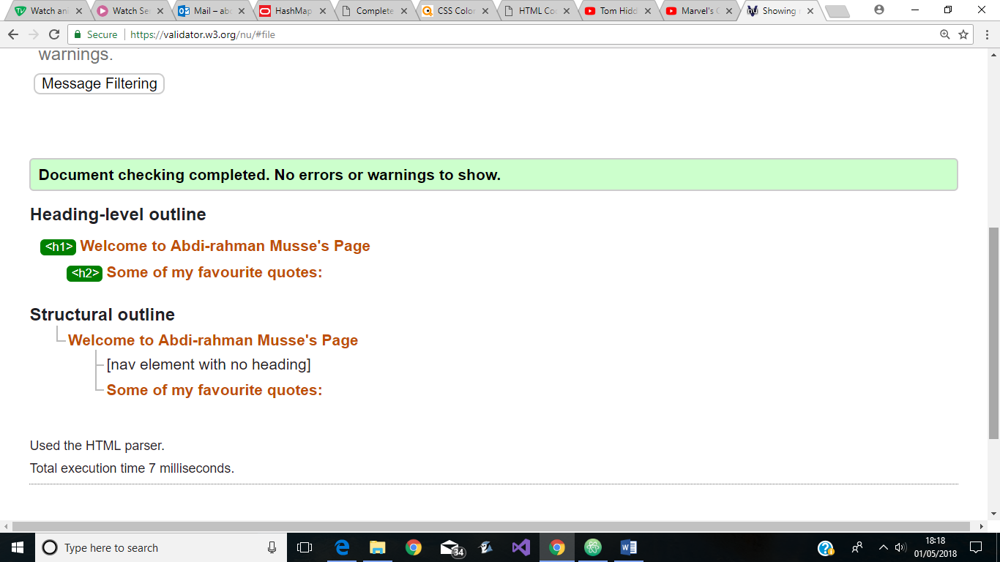 Watch an
Watch Se
Mail – abd
HashMap
Complete
CSS Color
HTML Co
Tom Hidd
Marvel's
Showing
Secure
https://validator.w3.org/nu/#file
warnings.
Message Filtering
Document checking completed. No errors or warnings to show.
Heading-level outline
<h1> Welcome to Abdi-rahman Musse's Page
<h2> Some of my favourite quotes:
Structural outline
Welcome to Abdi-rahman Musse's Page
[nav element with no heading]
Some of my favourite quotes:
Used the HTML parser.
Total execution time 7 milliseconds.
Type here to search
34
18:18
01/05/2018